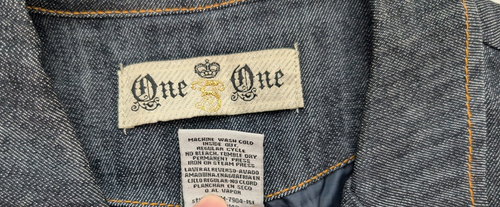 One One
MACHINE WASH COLD
INSIDE OUT,
REGULAR CYCLE
NO BLEACH, TUMBLE DRY
PERMANENT PRESS
IRON OR STEAM PRESS
PLANCHAR EN SECO
O AL VAPOR